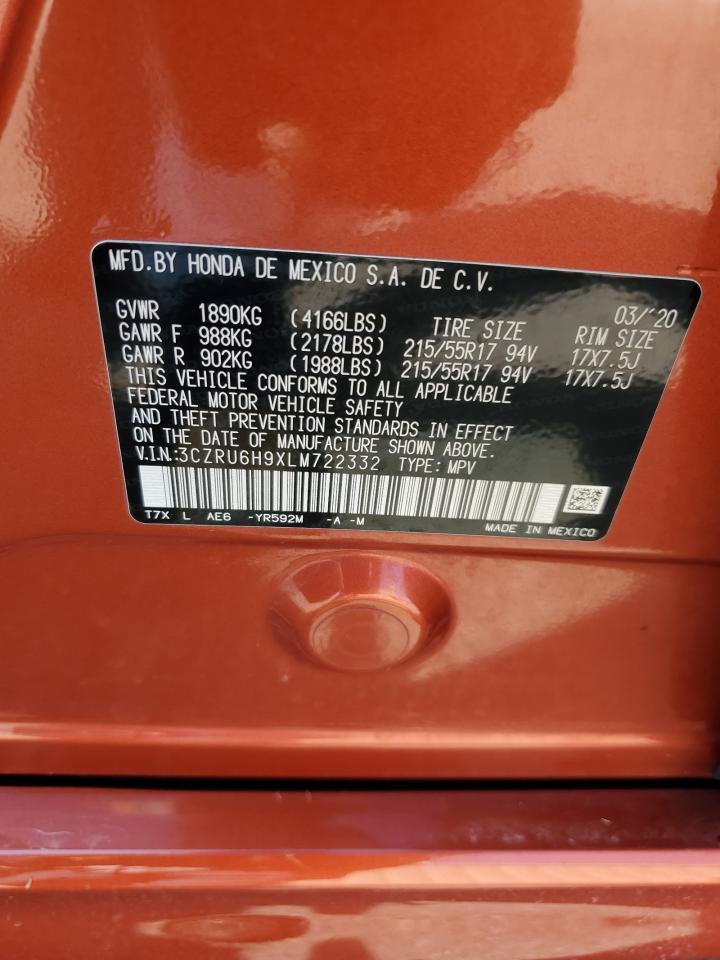 MFD.BY HONDA DE MEXICO S.A. DE C.V.
03/'20
GVWR 1890KG (4166LBS) TIRE SIZE RIM SIZE
GAWR F 988KG (2178LBS) 215/55R17 94V 17X7.5J
GAWR R 902KG (1988LBS) 215/55R17 94V 17X7.5J
THIS VEHICLE CONFORMS TO ALL APPLICABLE
FEDERAL MOTOR VEHICLE SAFETY
AND THEFT PREVENTION STANDARDS IN EFFECT
ON THE DATE OF MANUFACTURE SHOWN ABOVE.
V.I.N.:3CZRU6H9XLM722332 TYPE: MPV
T7X L AE6 -YR592M -A -M
MADE IN MEXICO